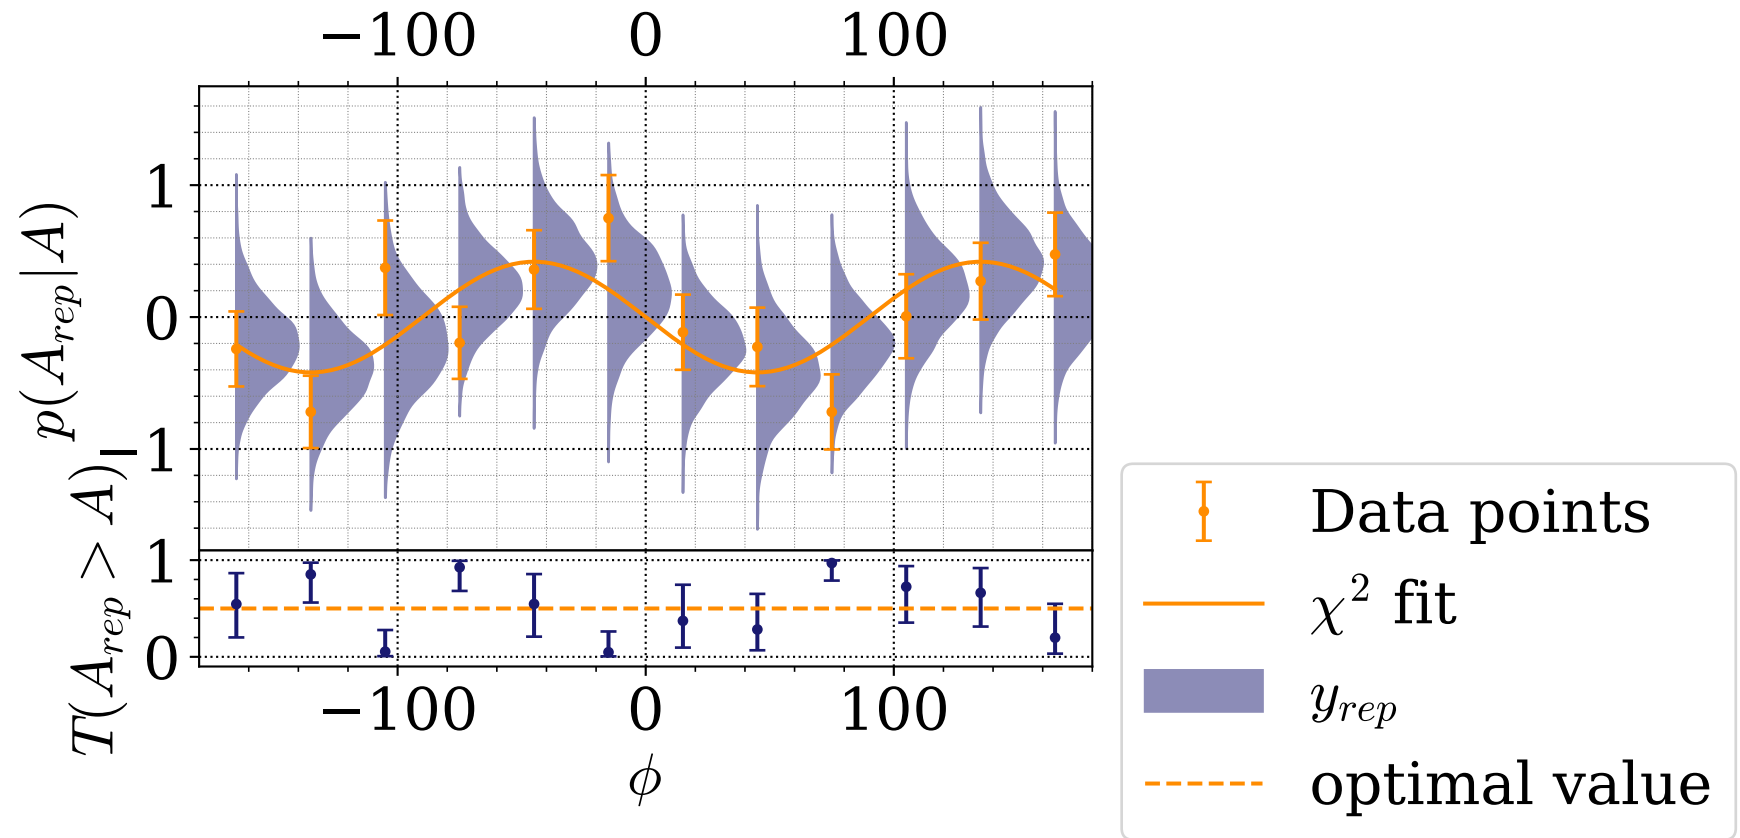 −100 0 100
p(A_rep|A)
1
0
−1
T(A_rep > A)
1
0
−100 0 100
ϕ
Data points
χ² fit
y_rep
optimal value